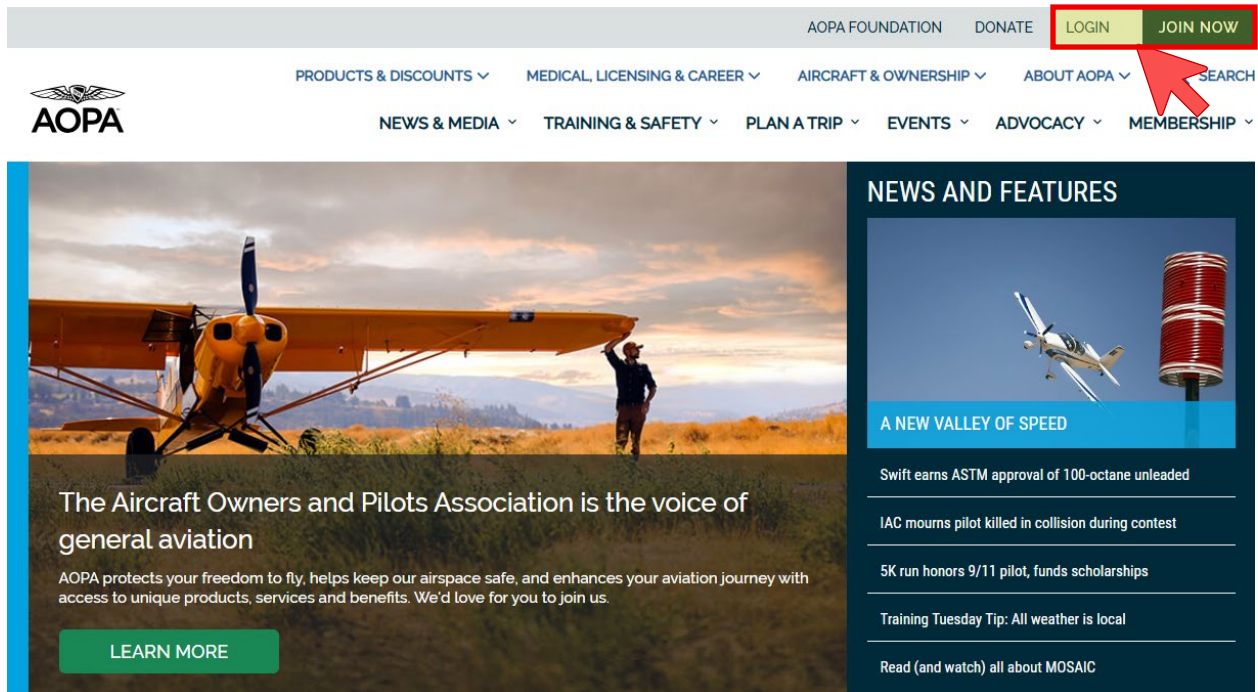 AOPA FOUNDATION DONATE LOGIN JOIN NOW
PRODUCTS & DISCOUNTS MEDICAL, LICENSING & CAREER AIRCRAFT & OWNERSHIP ABOUT AOPA SEARCH
AOPA
NEWS & MEDIA TRAINING & SAFETY PLAN A TRIP EVENTS ADVOCACY MEMBERSHIP
The Aircraft Owners and Pilots Association is the voice of
general aviation
AOPA protects your freedom to fly, helps keep our airspace safe, and enhances your aviation journey with
access to unique products, services and benefits. We'd love for you to join us.
LEARN MORE
NEWS AND FEATURES
A NEW VALLEY OF SPEED
Swift earns ASTM approval of 100-octane unleaded
IAC mourns pilot killed in collision during contest
5K run honors 9/11 pilot, funds scholarships
Training Tuesday Tip: All weather is local
Read (and watch) all about MOSAIC